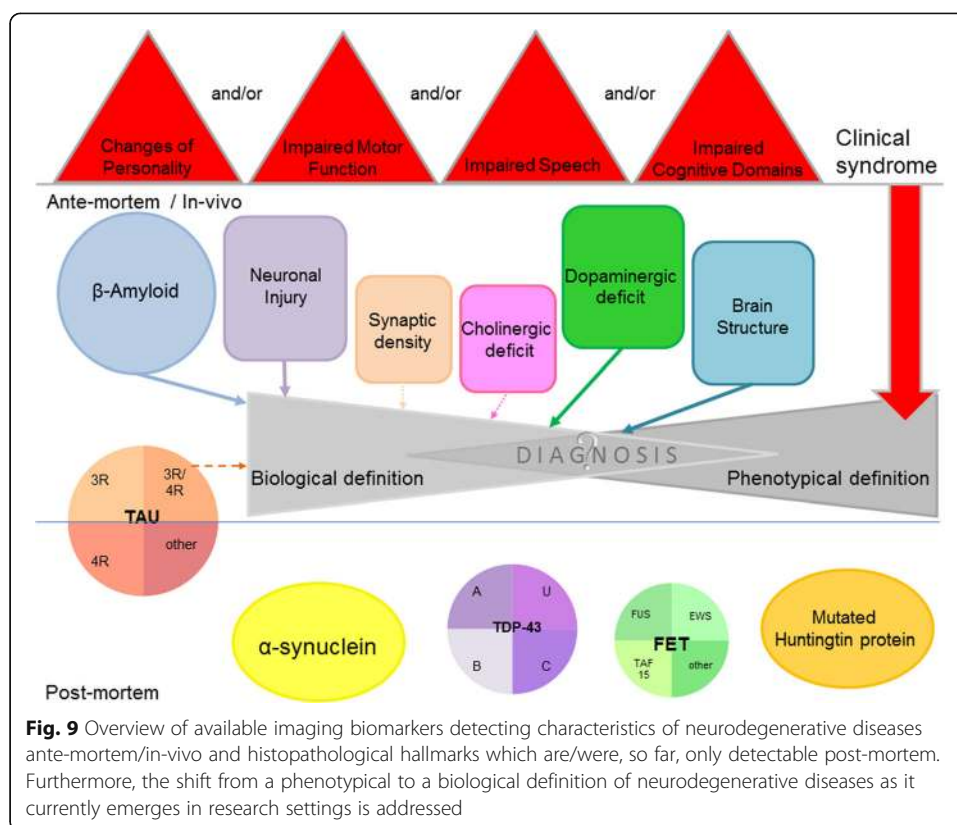 and/or
and/or
and/or
Changes of
Personality
Impaired Motor
Function
Impaired Speech
Impaired
Cognitive Domains
Clinical
syndrome
Ante-mortem / In-vivo
β-Amyloid
Neuronal
Injury
Synaptic
density
Cholinergic
deficit
Dopaminergic
deficit
Brain
Structure
?
DIAGNOSIS
Biological definition
Phenotypical definition
3R
3R/
4R
TAU
4R
other
α-synuclein
A
U
TDP-43
B
C
FUS
EWS
FET
TAF
15
other
Mutated
Huntingtin protein
Post-mortem
Fig. 9 Overview of available imaging biomarkers detecting characteristics of neurodegenerative diseases
ante-mortem/in-vivo and histopathological hallmarks which are/were, so far, only detectable post-mortem.
Furthermore, the shift from a phenotypical to a biological definition of neurodegenerative diseases as it
currently emerges in research settings is addressed